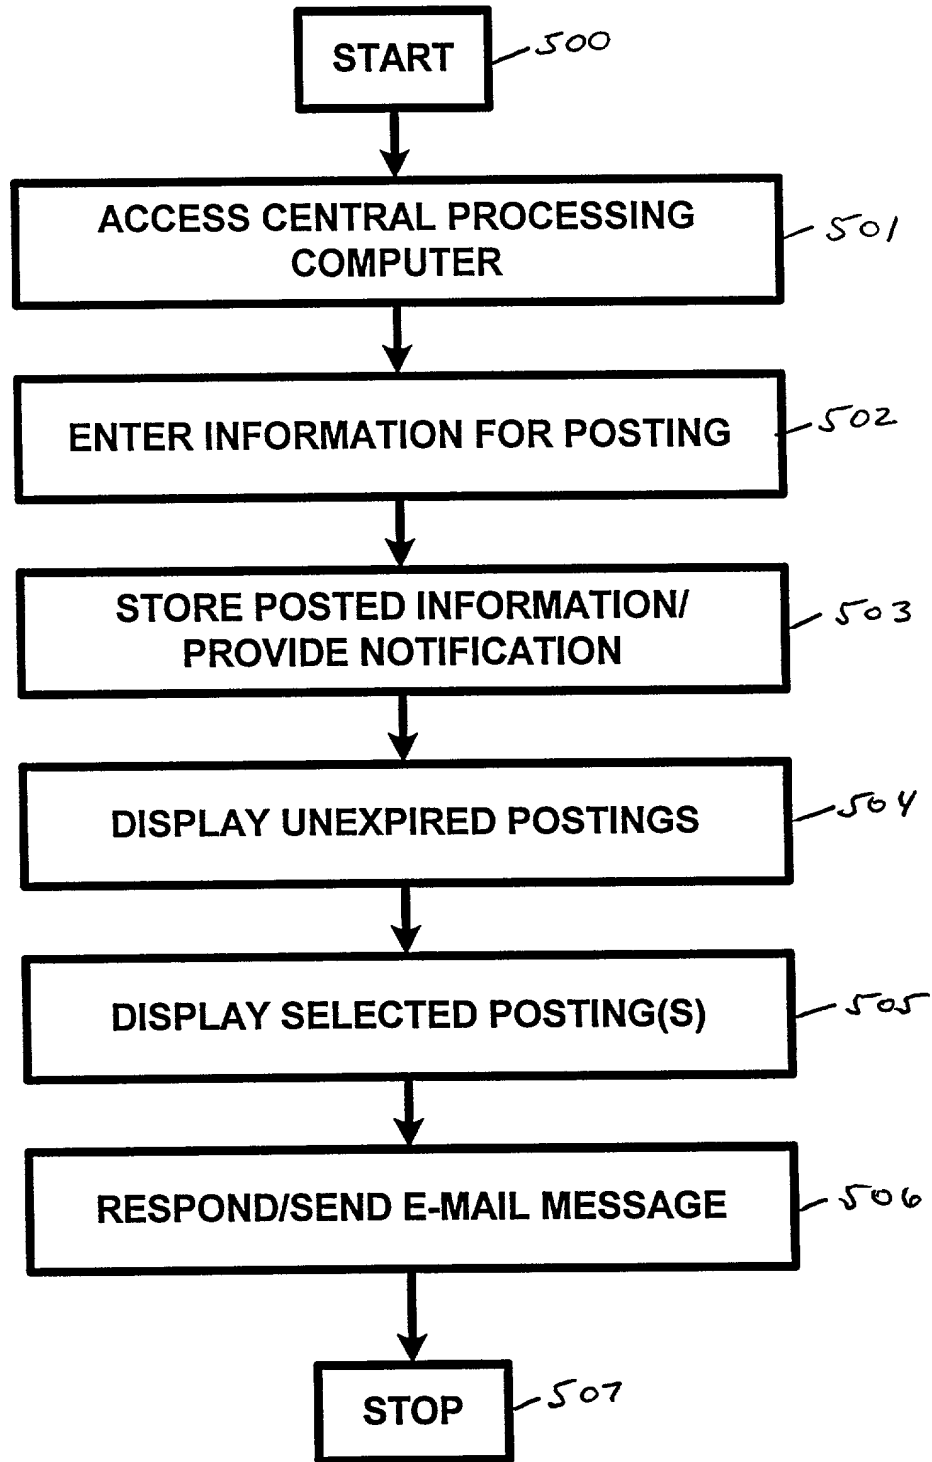 START
500
ACCESS CENTRAL PROCESSING
COMPUTER
501
ENTER INFORMATION FOR POSTING
502
STORE POSTED INFORMATION/
PROVIDE NOTIFICATION
503
DISPLAY UNEXPIRED POSTINGS
504
DISPLAY SELECTED POSTING(S)
505
RESPOND/SEND E-MAIL MESSAGE
506
STOP
507